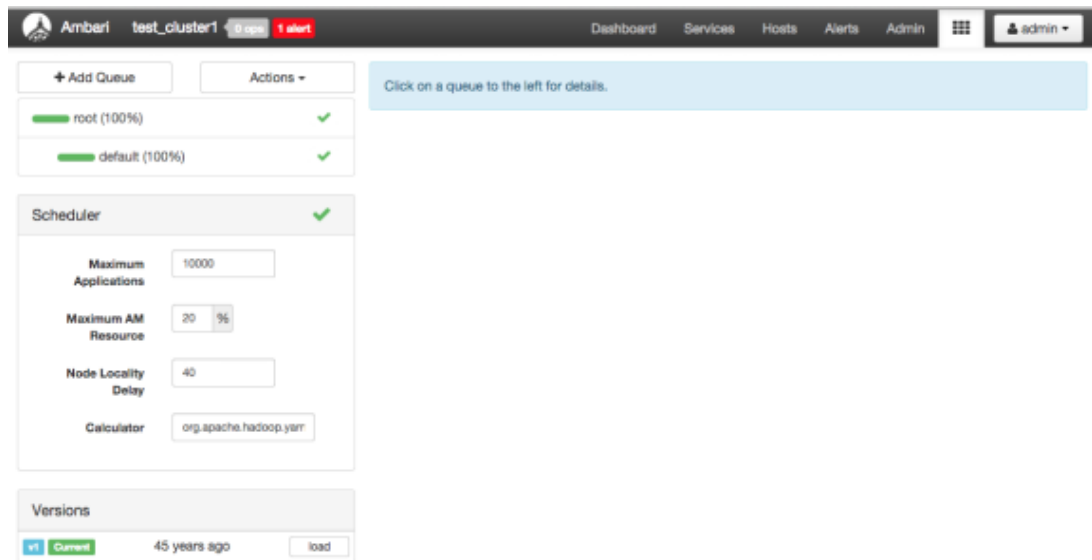 Ambari test_cluster1 0 ops 1 alert Dashboard Services Hosts Alerts Admin admin
+ Add Queue Actions
Click on a queue to the left for details.
root (100%)
default (100%)
Scheduler
Maximum Applications 10000
Maximum AM Resource 20 %
Node Locality Delay 40
Calculator org.apache.hadoop.yarn
Versions
v1 Current 45 years ago load